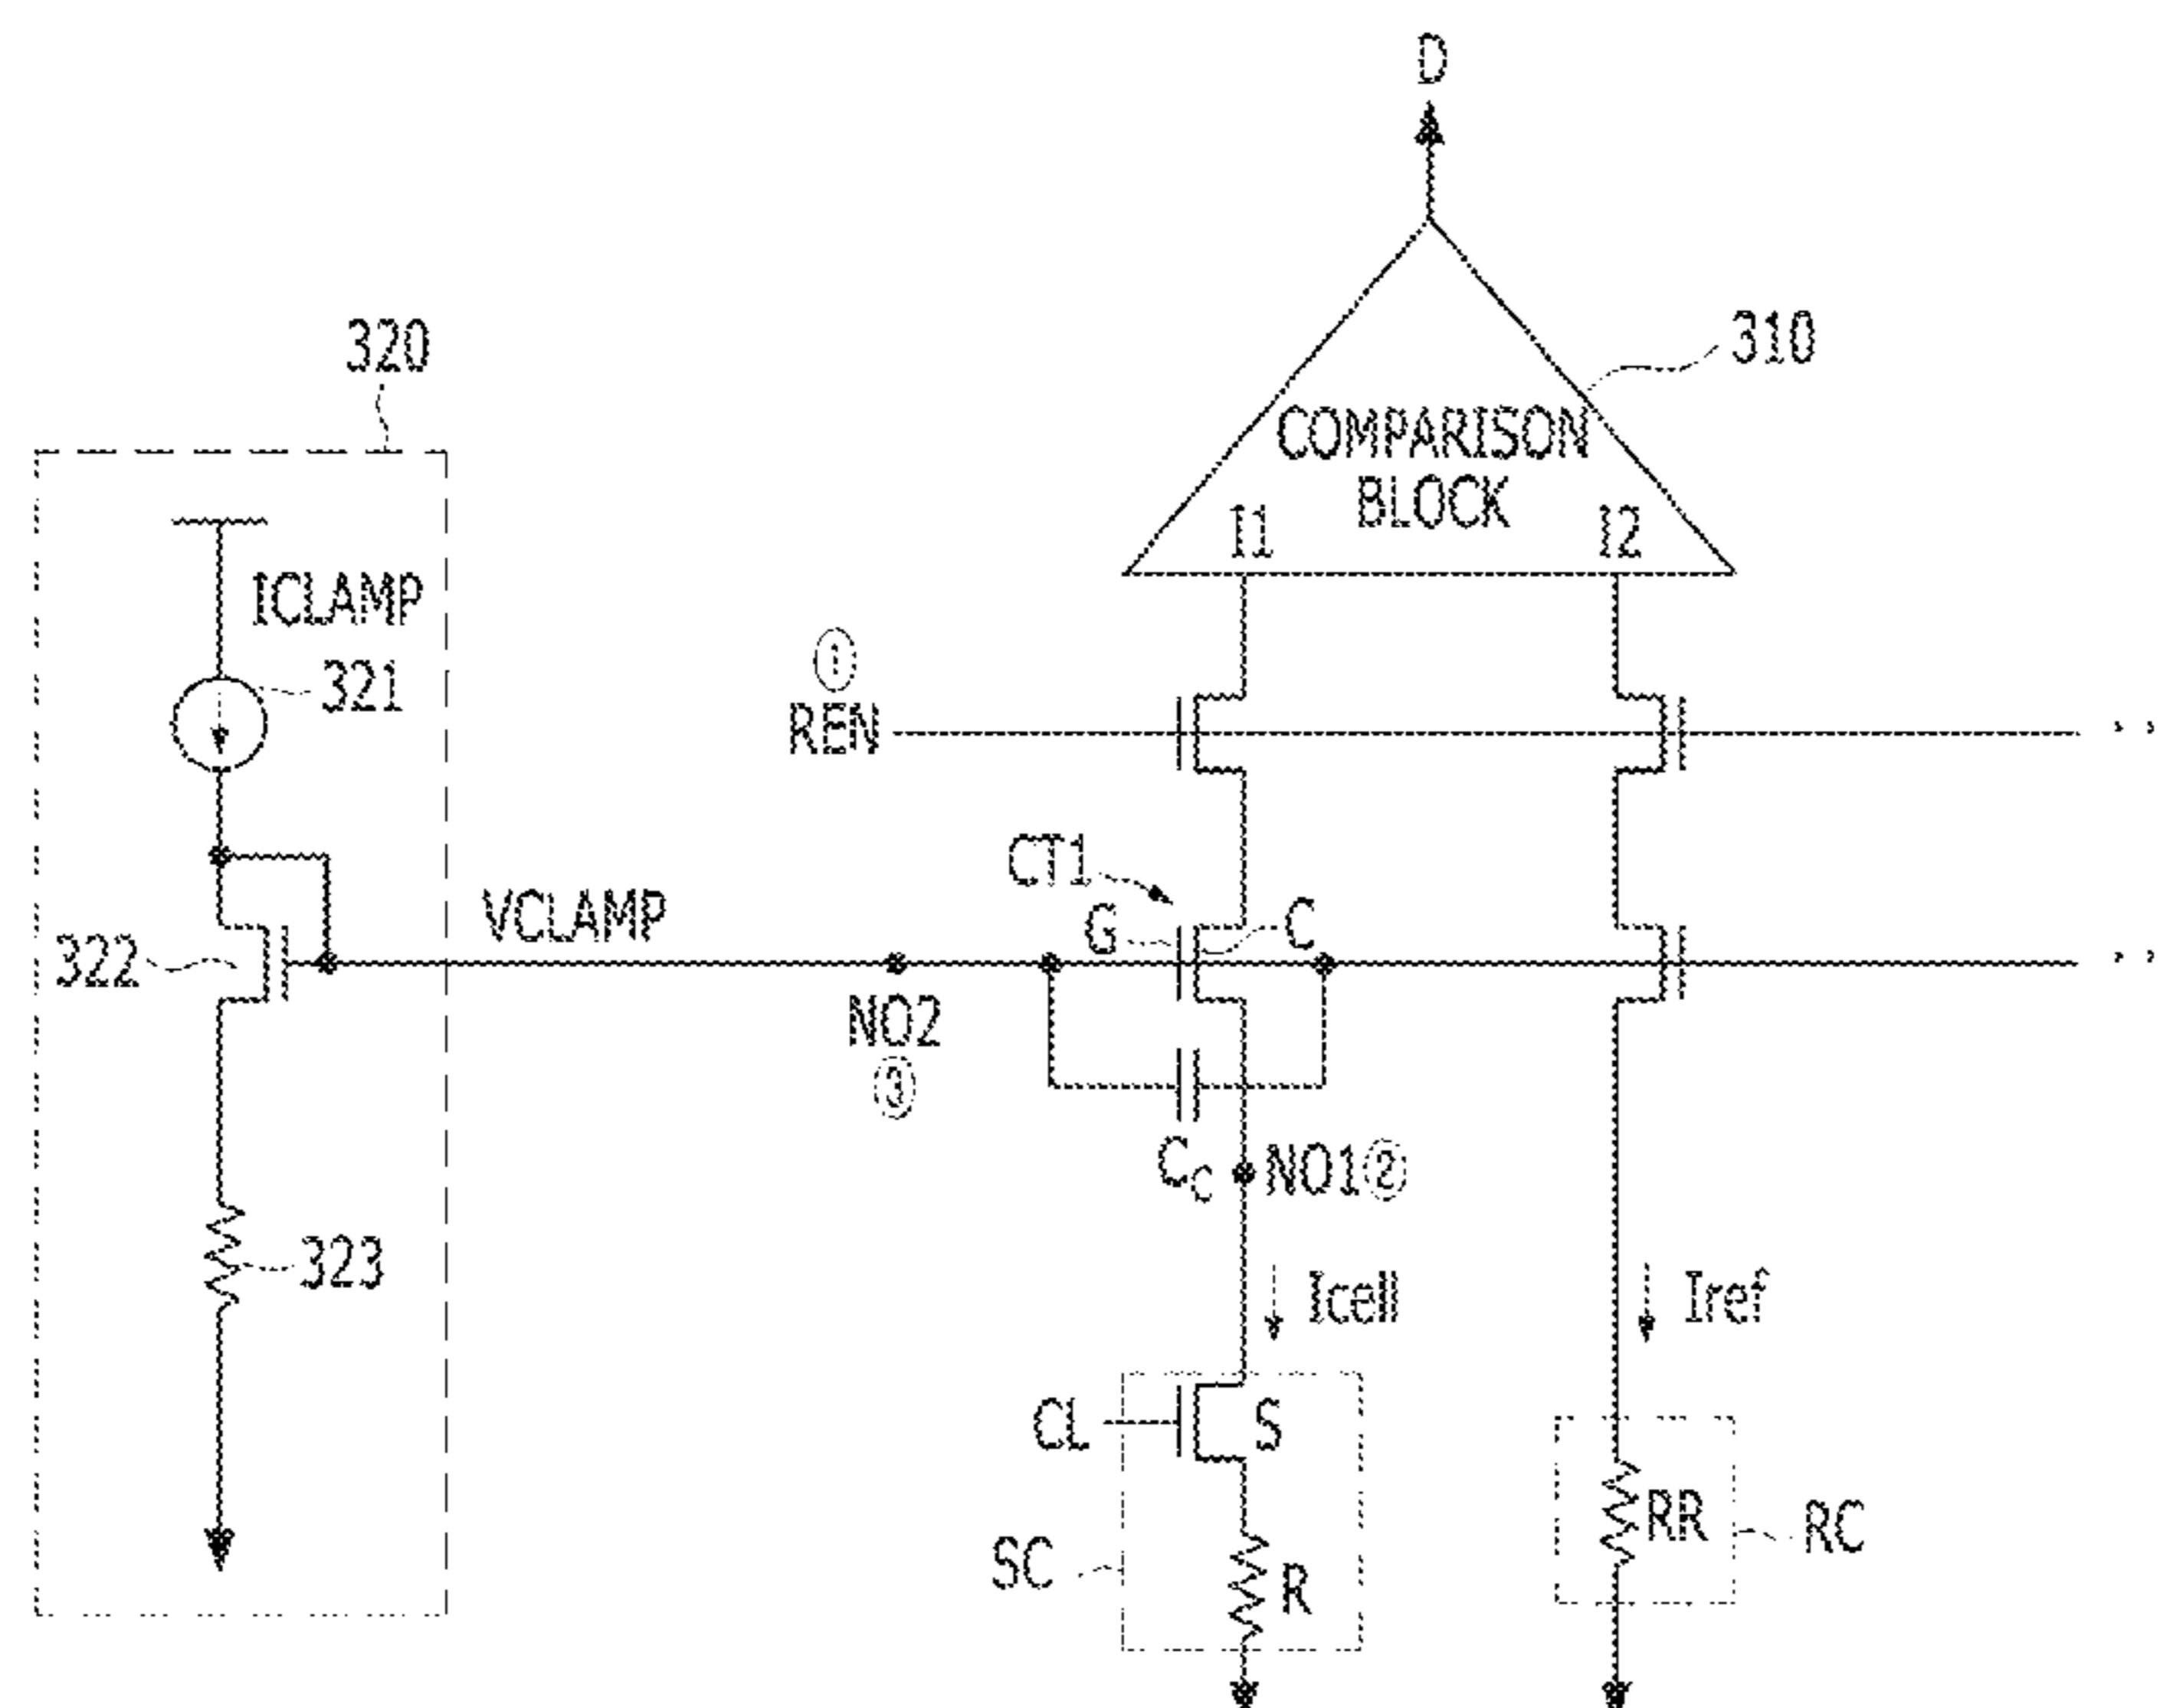 D
320
310
COMPARISON
BLOCK
I1
I2
ICLAMP
321
①
REN
CT1
G
C
VCLAMP
322
NO2
③
C_C
NO1②
323
Icell
Iref
CL
S
RR
RC
SC
R